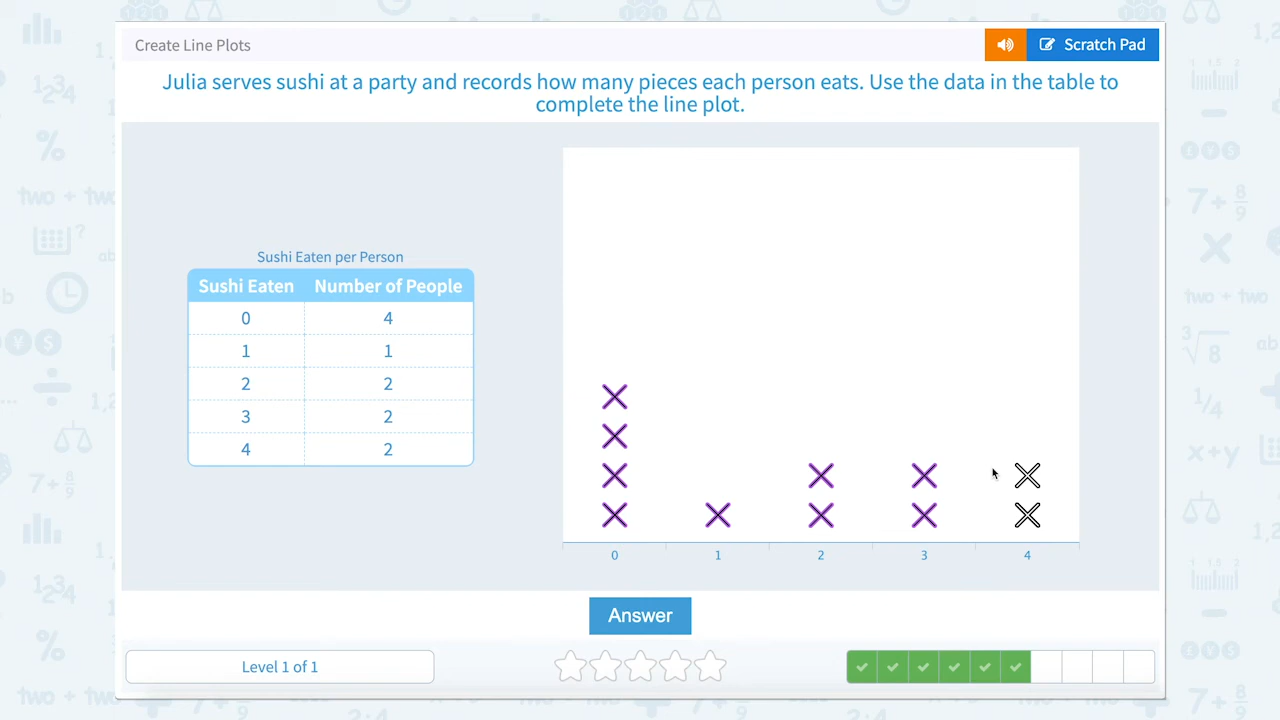 Create Line Plots
Scratch Pad
Julia serves sushi at a party and records how many pieces each person eats. Use the data in the table to
complete the line plot.
Sushi Eaten per Person
Sushi Eaten Number of People
0 4
1 1
2 2
3 2
4 2
0 1 2 3 4
Answer
Level 1 of 1